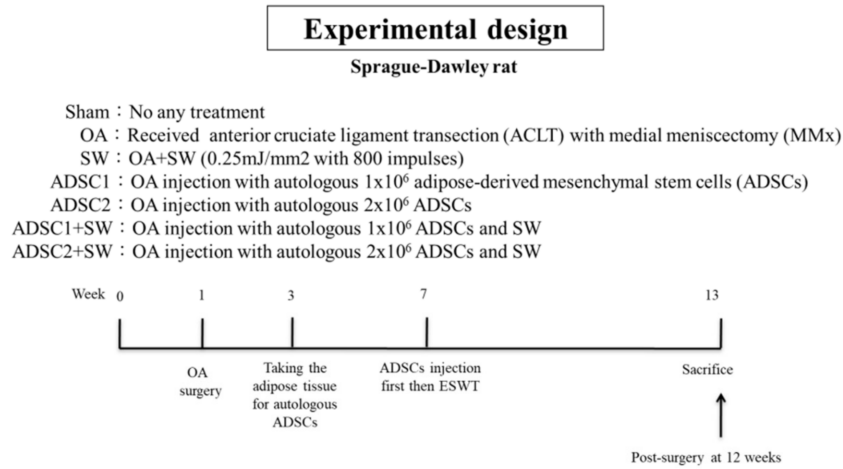 Experimental design
Sprague-Dawley rat
Sham：No any treatment
OA：Received anterior cruciate ligament transection (ACLT) with medial meniscectomy (MMx)
SW：OA+SW (0.25mJ/mm2 with 800 impulses)
ADSC1：OA injection with autologous 1x10⁶ adipose-derived mesenchymal stem cells (ADSCs)
ADSC2：OA injection with autologous 2x10⁶ ADSCs
ADSC1+SW：OA injection with autologous 1x10⁶ ADSCs and SW
ADSC2+SW：OA injection with autologous 2x10⁶ ADSCs and SW
Week 0 1 3 7 13
OA
surgery
Taking the
adipose tissue
for autologous
ADSCs
ADSCs injection
first then ESWT
Sacrifice
Post-surgery at 12 weeks